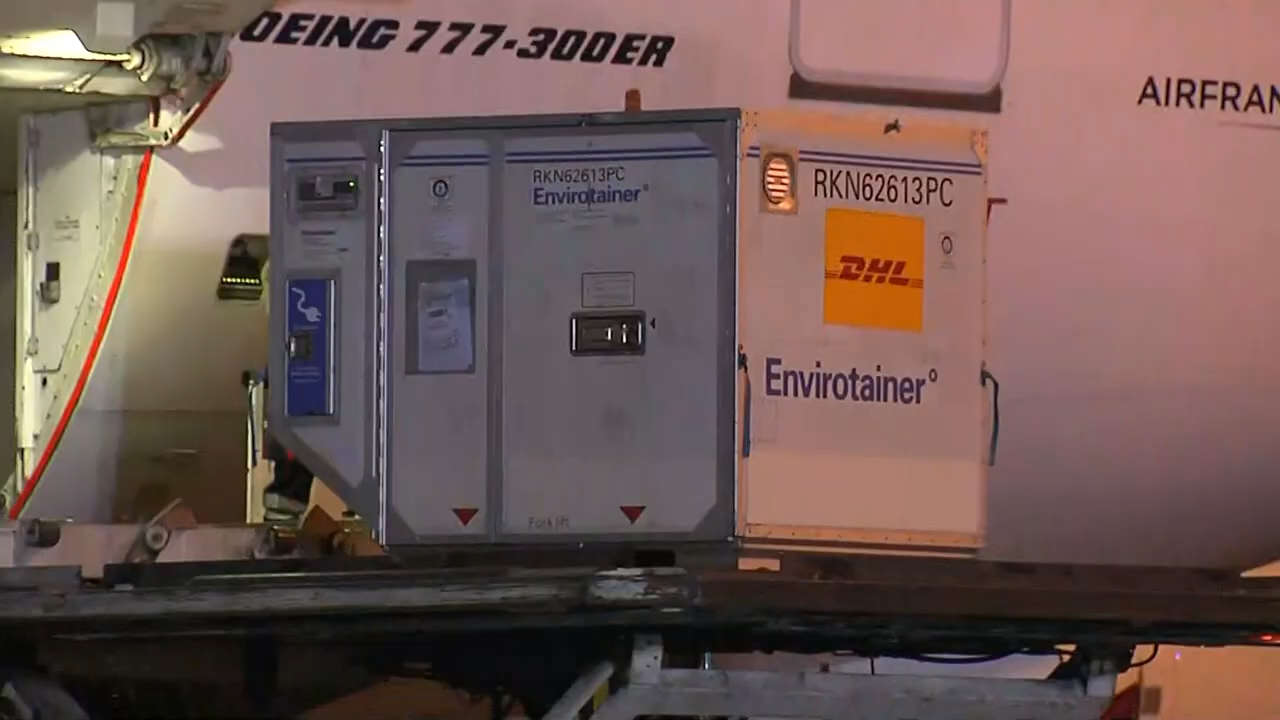 BOEING 777-300ER
AIRFRAN
RKN62613PC
Envirotainer
RKN62613PC
DHL
Envirotainer
Fork lift